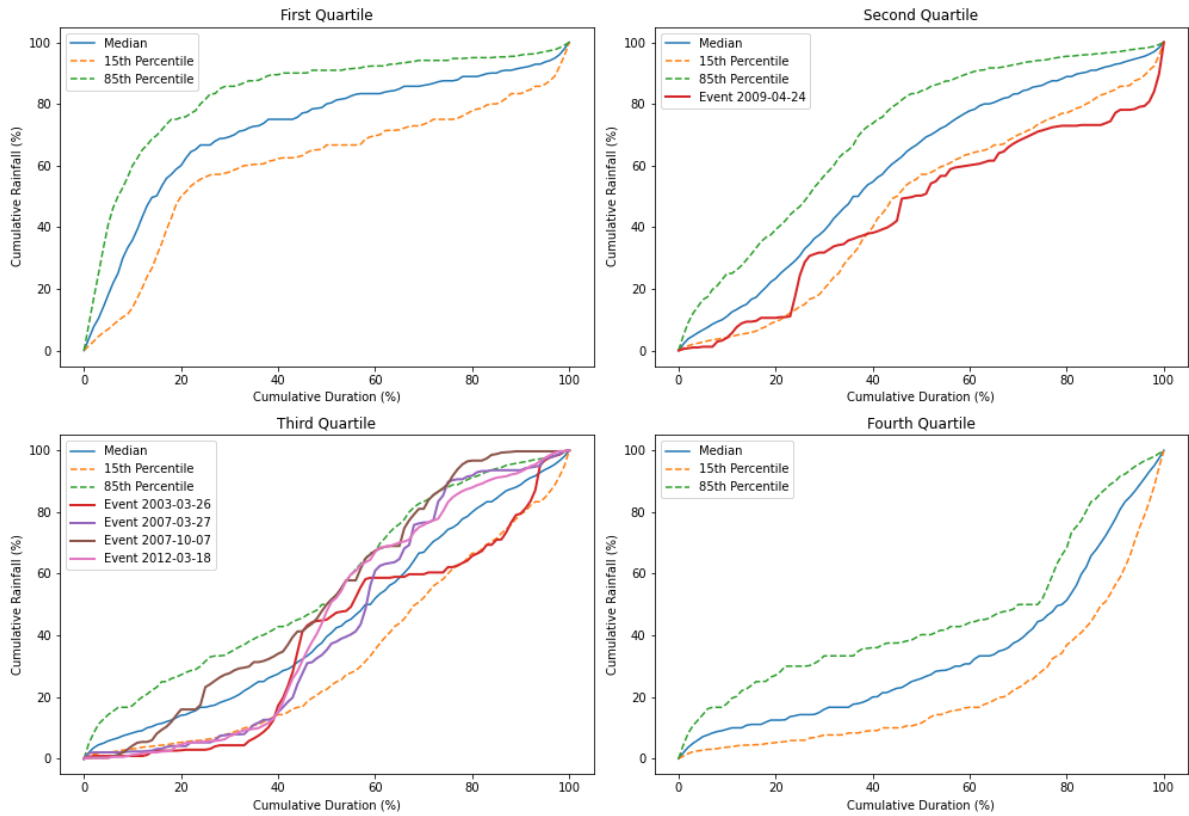 First Quartile
Median
15th Percentile
85th Percentile
Cumulative Rainfall (%)
100
80
60
40
20
0
0 20 40 60 80 100
Cumulative Duration (%)
Second Quartile
Median
15th Percentile
85th Percentile
Event 2009-04-24
Cumulative Rainfall (%)
100
80
60
40
20
0
0 20 40 60 80 100
Cumulative Duration (%)
Third Quartile
Median
15th Percentile
85th Percentile
Event 2003-03-26
Event 2007-03-27
Event 2007-10-07
Event 2012-03-18
Cumulative Rainfall (%)
100
80
60
40
20
0
0 20 40 60 80 100
Cumulative Duration (%)
Fourth Quartile
Median
15th Percentile
85th Percentile
Cumulative Rainfall (%)
100
80
60
40
20
0
0 20 40 60 80 100
Cumulative Duration (%)